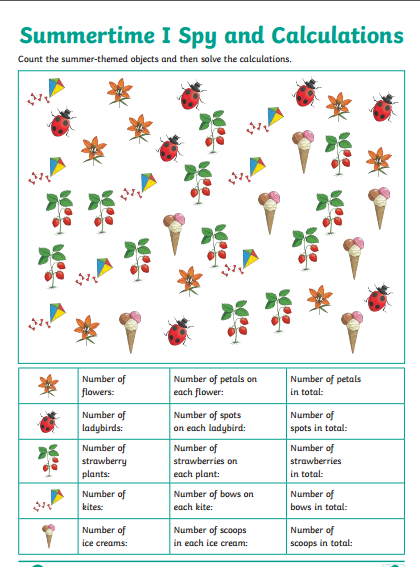 Summertime I Spy and Calculations
Count the summer-themed objects and then solve the calculations.
Number of flowers:
Number of petals on each flower:
Number of petals in total:
Number of ladybirds:
Number of spots on each ladybird:
Number of spots in total:
Number of strawberry plants:
Number of strawberries on each plant:
Number of strawberries in total:
Number of kites:
Number of bows on each kite:
Number of bows in total:
Number of ice creams:
Number of scoops in each ice cream:
Number of scoops in total: